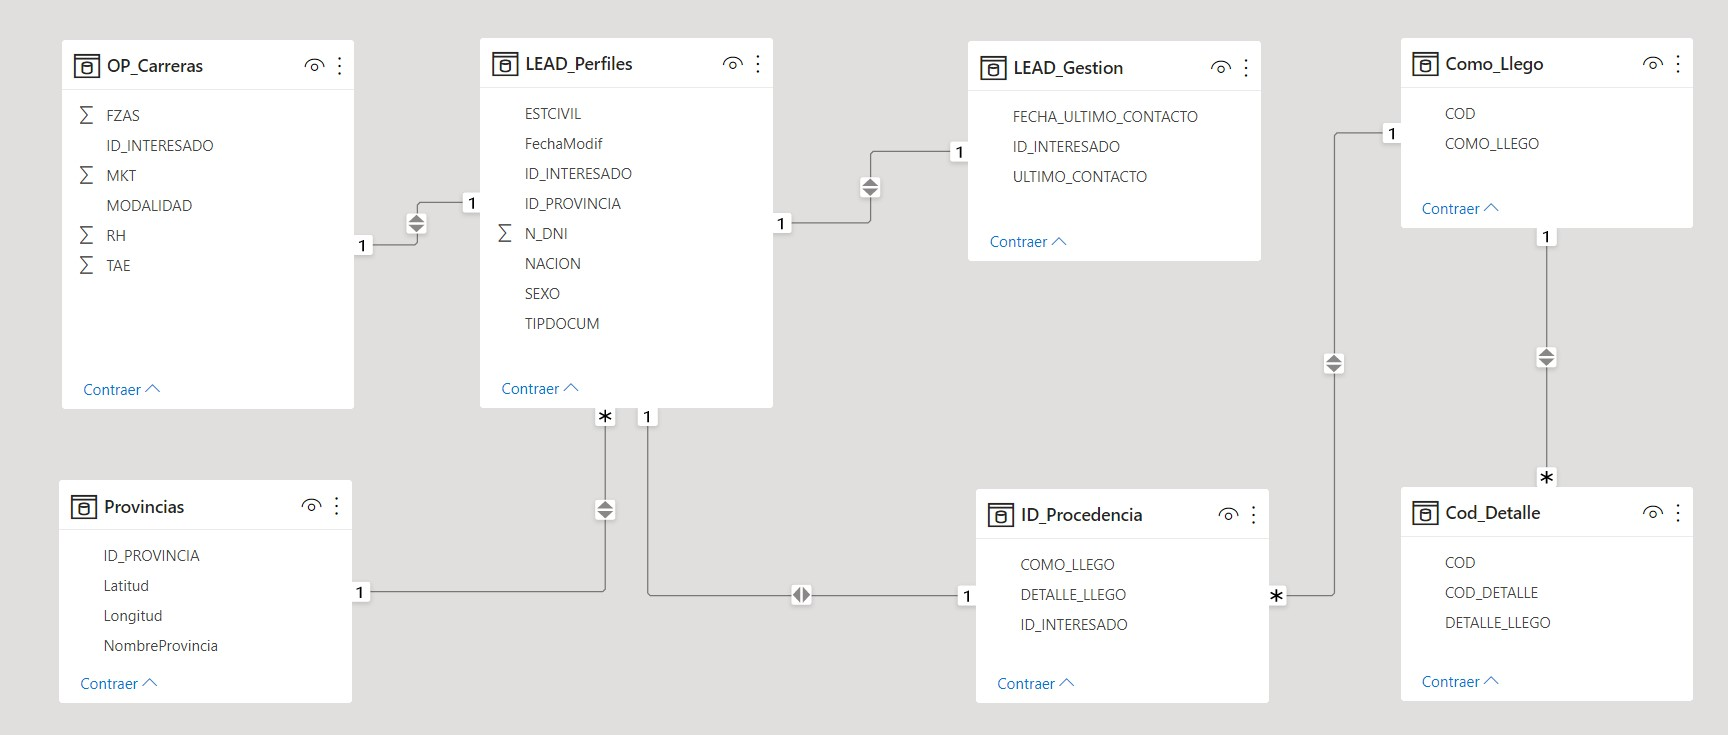 OP_Carreras
FZAS
ID_INTERESADO
MKT
MODALIDAD
RH
TAE
Contraer
LEAD_Perfiles
ESTCIVIL
FechaModif
ID_INTERESADO
ID_PROVINCIA
N_DNI
NACION
SEXO
TIPDOCUM
Contraer
LEAD_Gestion
FECHA_ULTIMO_CONTACTO
ID_INTERESADO
ULTIMO_CONTACTO
Contraer
Como_Llego
COD
COMO_LLEGO
Contraer
1
1
1
1
1
1
*
1
*
Provincias
ID_PROVINCIA
Latitud
Longitud
NombreProvincia
Contraer
1
1
ID_Procedencia
COMO_LLEGO
DETALLE_LLEGO
ID_INTERESADO
Contraer
*
Cod_Detalle
COD
COD_DETALLE
DETALLE_LLEGO
Contraer